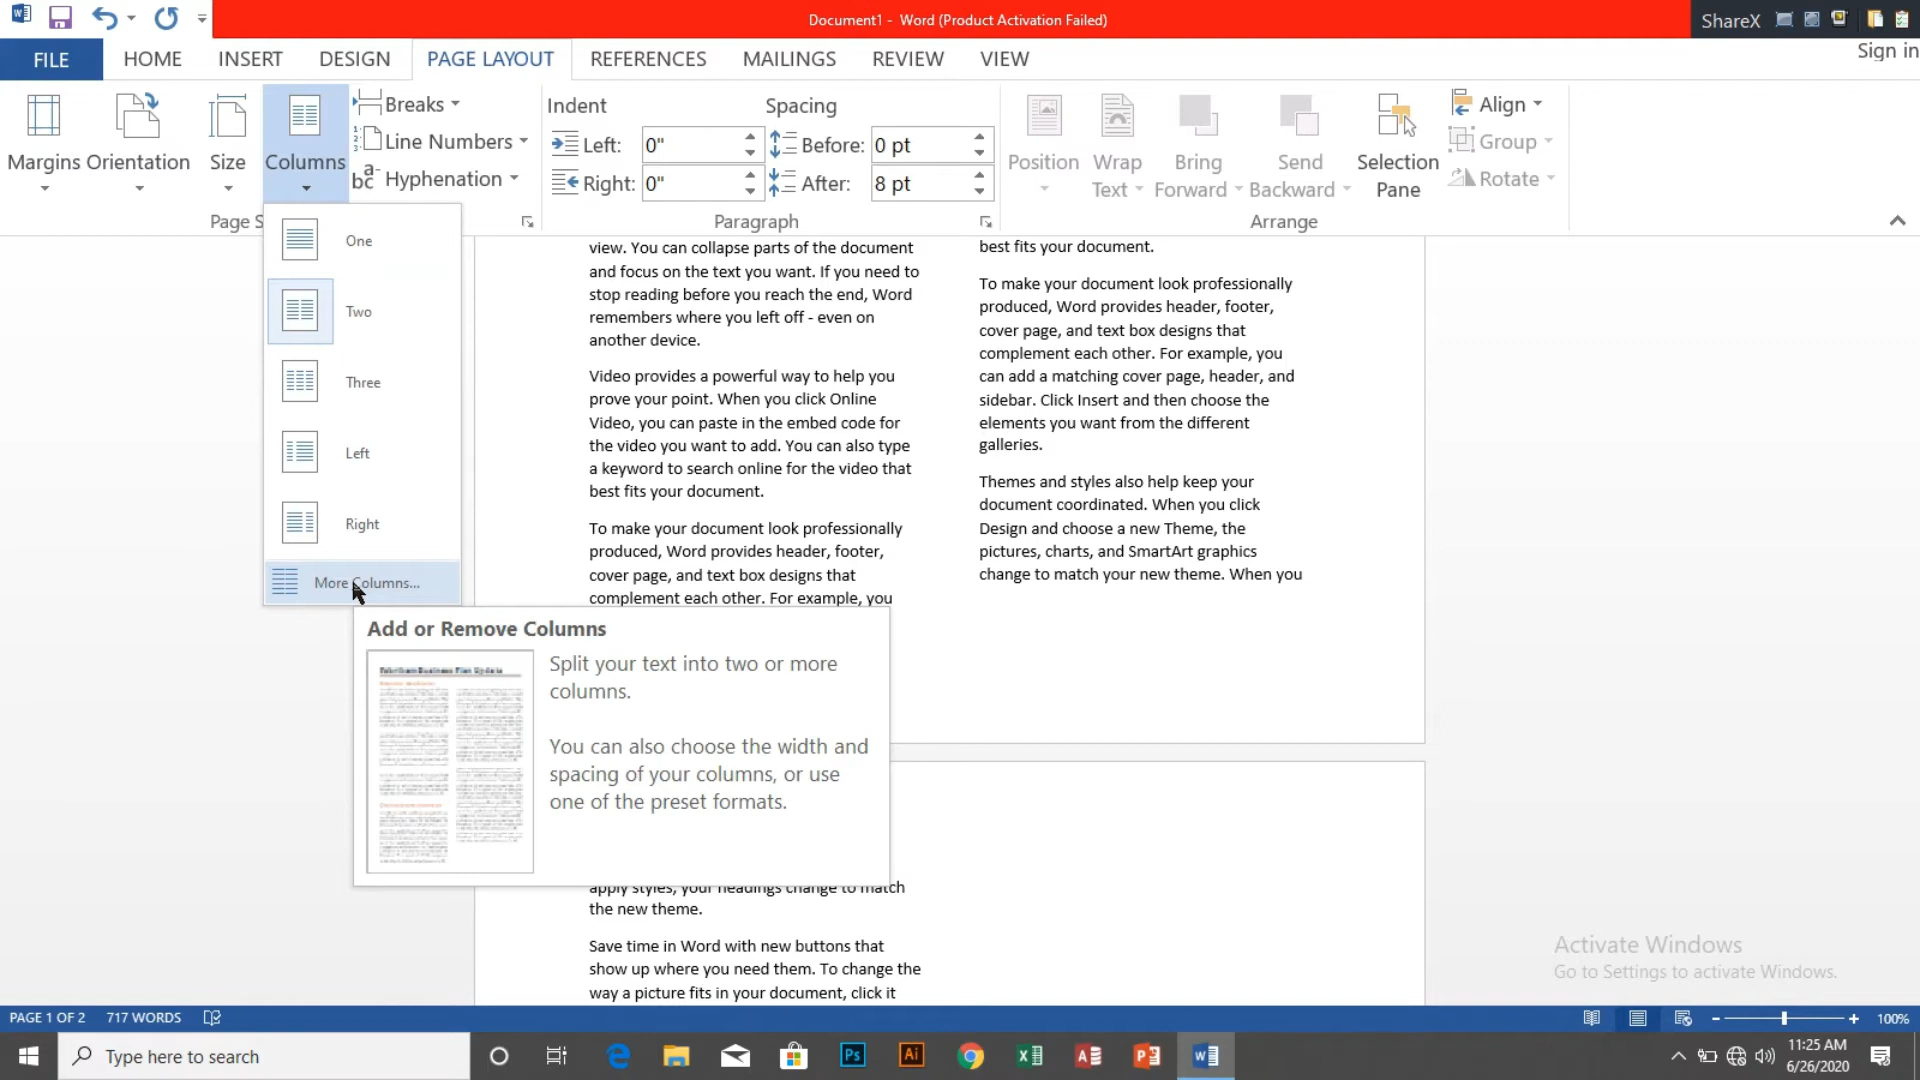 Document1 - Word (Product Activation Failed)
ShareX
FILE
HOME
INSERT
DESIGN
PAGE LAYOUT
REFERENCES
MAILINGS
REVIEW
VIEW
Sign in
Margins
Orientation
Size
Columns
Breaks
Line Numbers
Hyphenation
Page S
Indent
Left: 0"
Right: 0"
Spacing
Before: 0 pt
After: 8 pt
Paragraph
Position
Wrap
Text
Bring
Forward
Send
Backward
Selection
Pane
Align
Group
Rotate
Arrange
One
Two
Three
Left
Right
More Columns...
Add or Remove Columns
Split your text into two or more
columns.
You can also choose the width and
spacing of your columns, or use
one of the preset formats.
view. You can collapse parts of the document
and focus on the text you want. If you need to
stop reading before you reach the end, Word
remembers where you left off - even on
another device.
Video provides a powerful way to help you
prove your point. When you click Online
Video, you can paste in the embed code for
the video you want to add. You can also type
a keyword to search online for the video that
best fits your document.
To make your document look professionally
produced, Word provides header, footer,
cover page, and text box designs that
complement each other. For example, you
best fits your document.
To make your document look professionally
produced, Word provides header, footer,
cover page, and text box designs that
complement each other. For example, you
can add a matching cover page, header, and
sidebar. Click Insert and then choose the
elements you want from the different
galleries.
Themes and styles also help keep your
document coordinated. When you click
Design and choose a new Theme, the
pictures, charts, and SmartArt graphics
change to match your new theme. When you
apply styles, your headings change to match
the new theme.
Save time in Word with new buttons that
show up where you need them. To change the
way a picture fits in your document, click it
Activate Windows
Go to Settings to activate Windows.
PAGE 1 OF 2
717 WORDS
100%
Type here to search
Ps
Ai
11:25 AM
6/26/2020